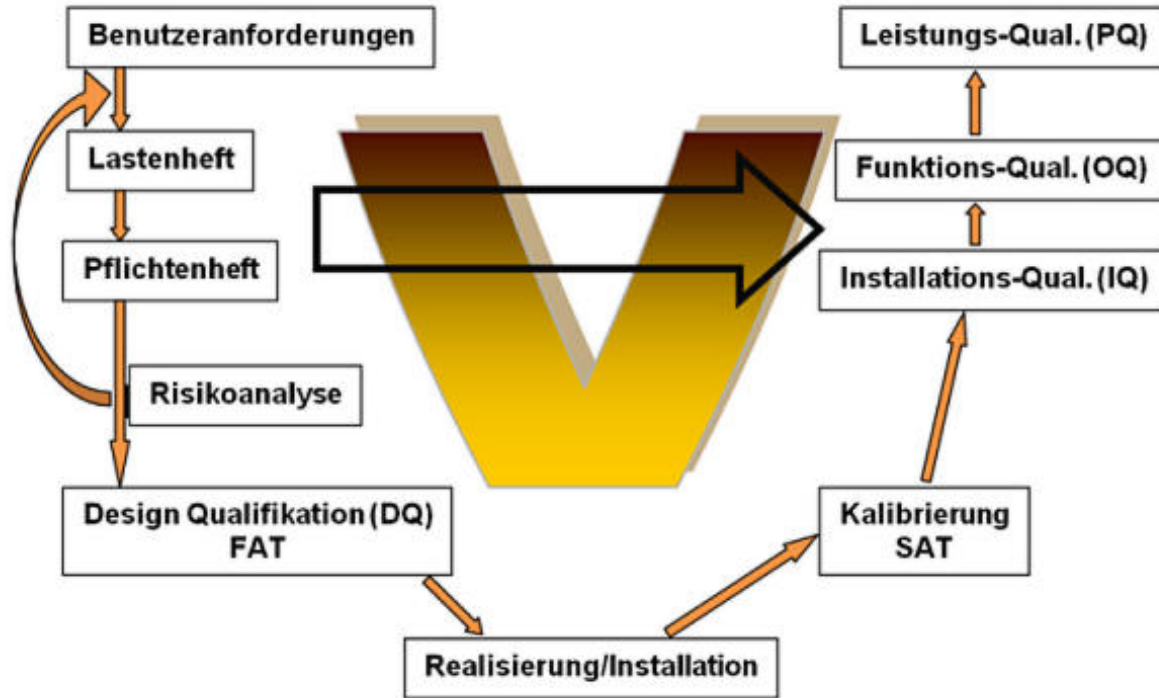 Benutzeranforderungen
Lastenheft
Pflichtenheft
Risikoanalyse
Design Qualifikation (DQ)
FAT
Realisierung/Installation
Kalibrierung
SAT
Installations-Qual. (IQ)
Funktions-Qual. (OQ)
Leistungs-Qual. (PQ)
V